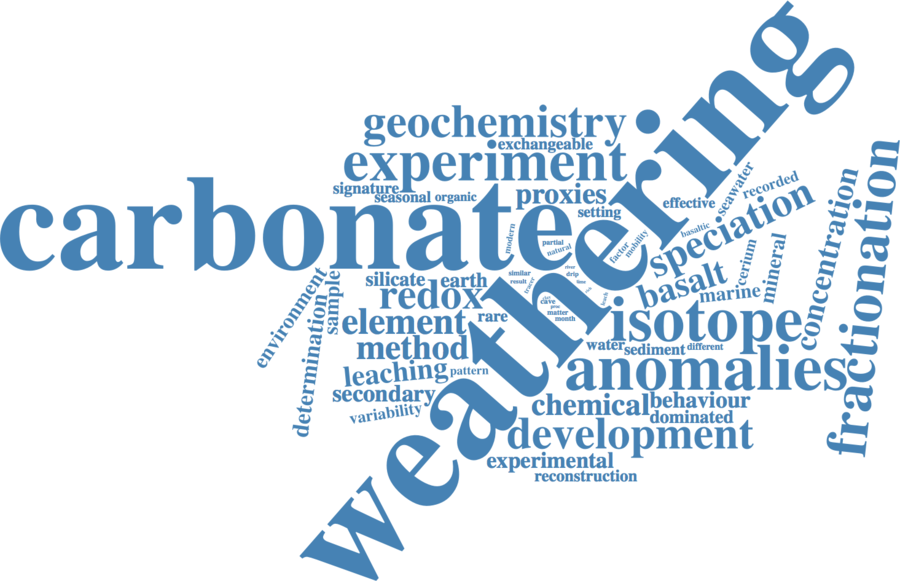 weathering
geochemistry
exchangeable
experiment
signature
seasonal
organic
proxies
setting
carbonate
effective
seawater
recorded
speciation
basaltic
factor
mobility
modern
partial
natural
concentration
fractionation
silicate
earth
redox
similar
result
tracer
river
drip
time
cave
matter
month
rare
element
method
leaching
pattern
secondary
variability
environment
sample
determination
basalt
marine
cerium
mineral
isotope
water
sediment
different
anomalies
chemical
behaviour
dominated
development
experimental
reconstruction